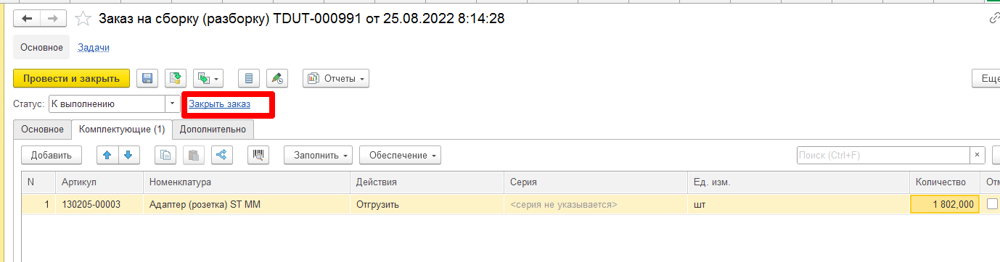 Заказ на сборку (разборку) TDUT-000991 от 25.08.2022 8:14:28
Основное Задачи
Провести и закрыть Отчеты Еще
Статус: К выполнению Закрыть заказ
Основное Комплектующие (1) Дополнительно
Добавить Заполнить Обеспечение Поиск (Ctrl+F) ×
N Артикул Номенклатура Действия Серия Ед. изм. Количество Отм
1 130205-00003 Адаптер (розетка) ST MM Отгрузить <серия не указывается> шт 1 802,000